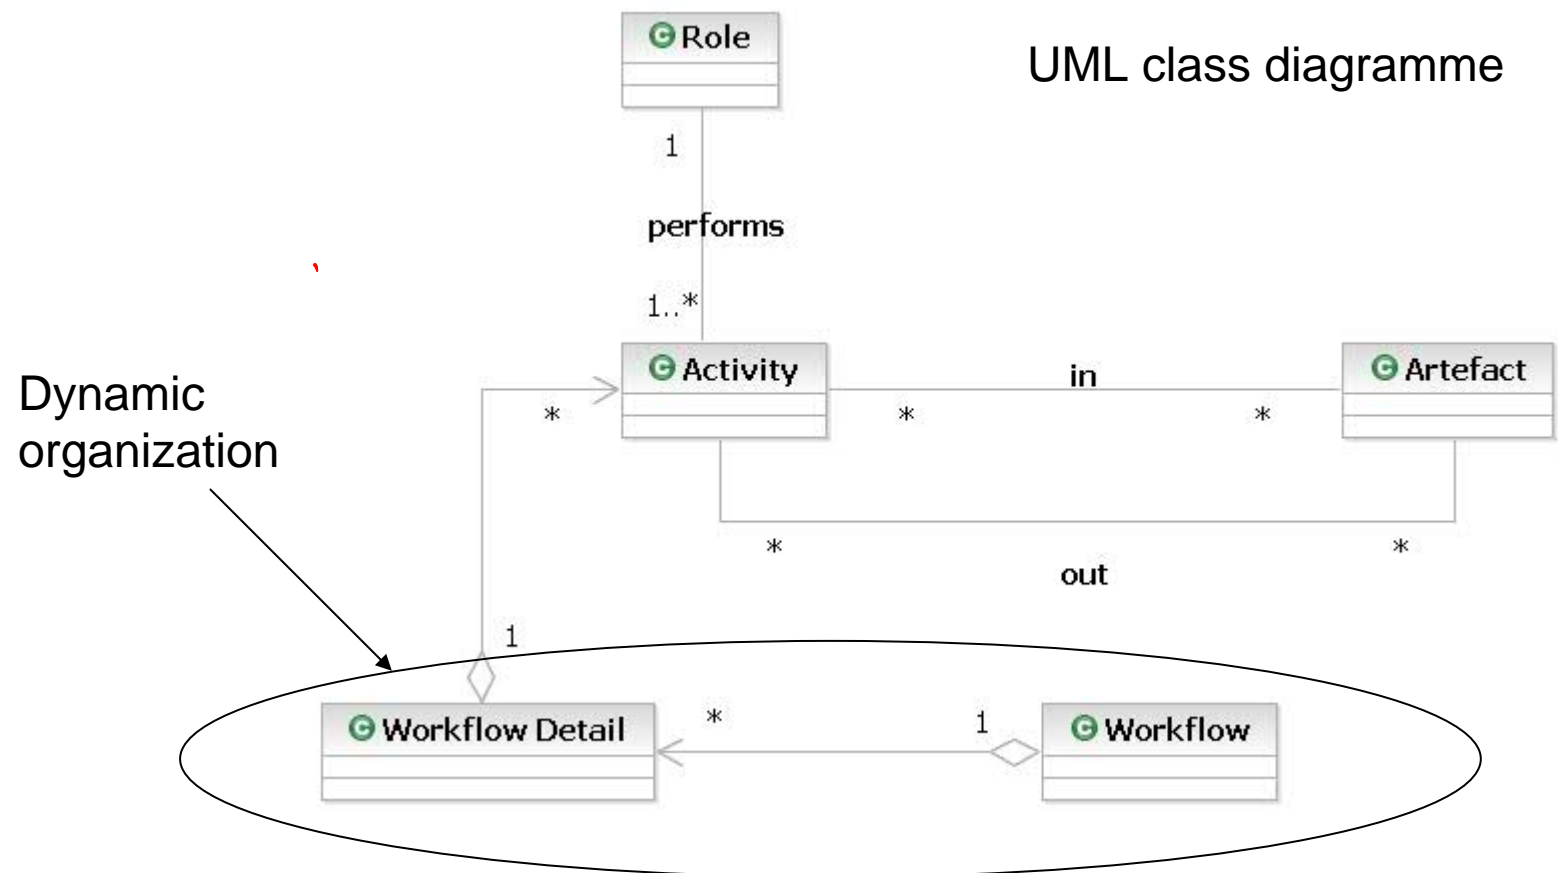 Role
UML class diagramme
1
performs
1..*
Activity
in
Artefact
Dynamic
organization
*
*
*
*
*
out
1
Workflow Detail
*
1
Workflow